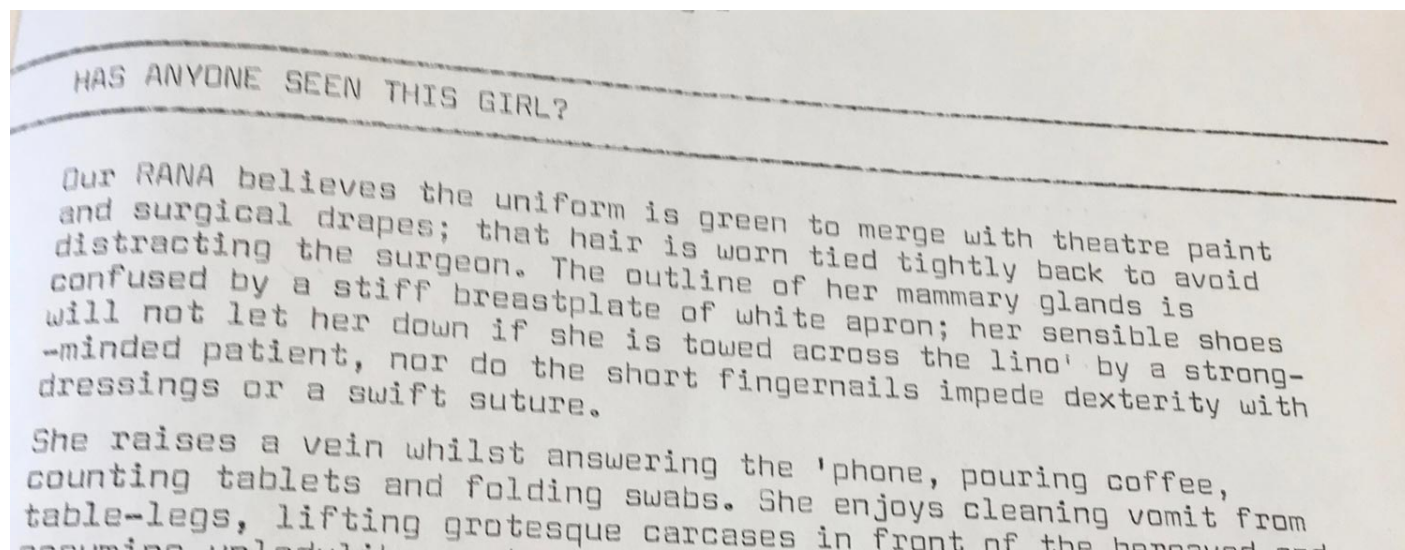 HAS ANYONE SEEN THIS GIRL?
Our RANA believes the uniform is green to merge with theatre paint
and surgical drapes; that hair is worn tied tightly back to avoid
distracting the surgeon. The outline of her mammary glands is
confused by a stiff breastplate of white apron; her sensible shoes
will not let her down if she is towed across the lino' by a strong-
-minded patient, nor do the short fingernails impede dexterity with
dressings or a swift suture.
She raises a vein whilst answering the 'phone, pouring coffee,
counting tablets and folding swabs. She enjoys cleaning vomit from
table-legs, lifting grotesque carcases in front of the bereaved and